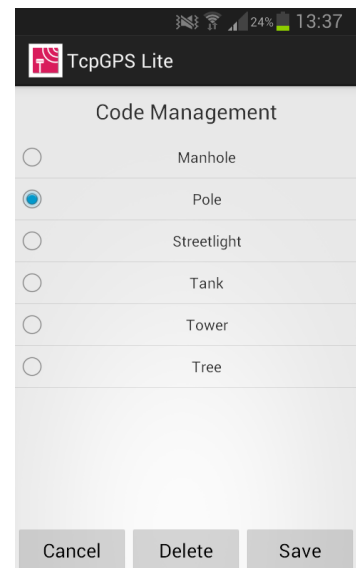 24% 13:37
TcpGPS Lite
Code Management
Manhole
Pole
Streetlight
Tank
Tower
Tree
Cancel Delete Save